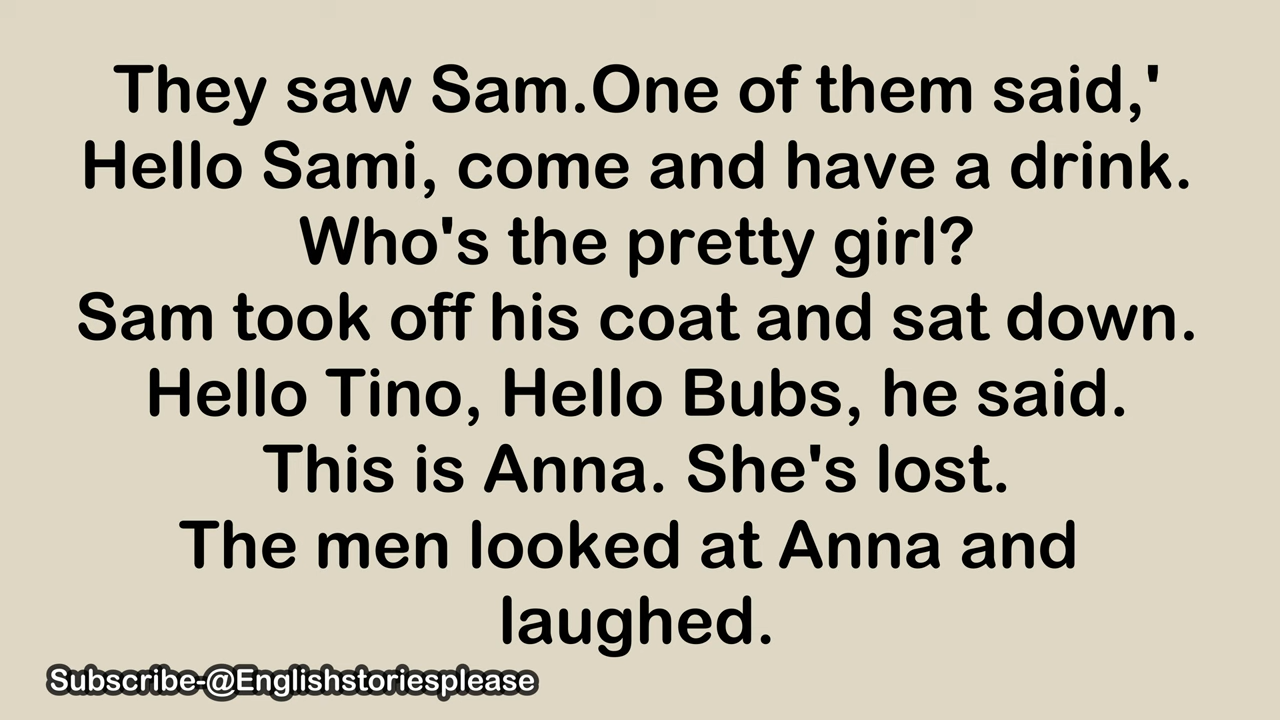 They saw Sam.One of them said,'
Hello Sami, come and have a drink.
Who's the pretty girl?
Sam took off his coat and sat down.
Hello Tino, Hello Bubs, he said.
This is Anna. She's lost.
The men looked at Anna and
laughed.
Subscribe-@Englishstoriesplease